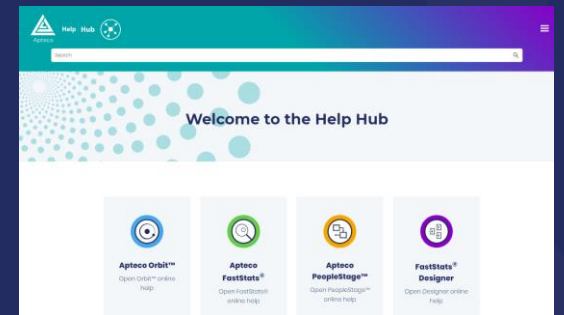 Apteco
Help Hub
Search
Welcome to the Help Hub
Apteco Orbit™
Open Orbit™ online
help
Apteco
FastStats®
Open FastStats®
online help
Apteco
PeopleStage™
Open PeopleStage™
online help
FastStats®
Designer
Open Designer online
help